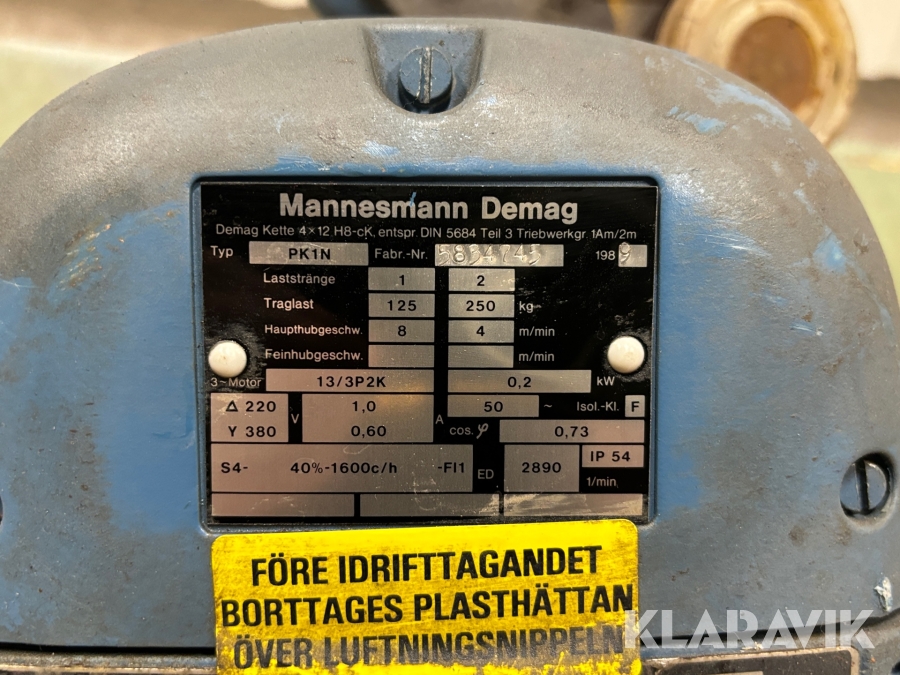 Mannesmann Demag
Demag Kette 4×12 H8-cK. entspr. DIN 5684 Teil 3 Triebwerkgr. 1Am/2m
Typ PK1N Fabr.-Nr. 1989
Laststränge 1 2
Traglast 125 250 kg
Haupthubgeschw. 8 4 m/min
Feinhubgeschw. m/min
3~Motor 13/3P2K 0,2 kW
Δ 220 V 1,0 A 50 ~ Isol.-Kl. F
Y 380 0,60 cos. φ 0,73
S4- 40%-1600c/h -FI1 ED 2890 1/min IP 54
FÖRE IDRIFTTAGANDET
BORTTAGES PLASTHÄTTAN
ÖVER LUFTNINGSNIPPELN
KLARAVIK